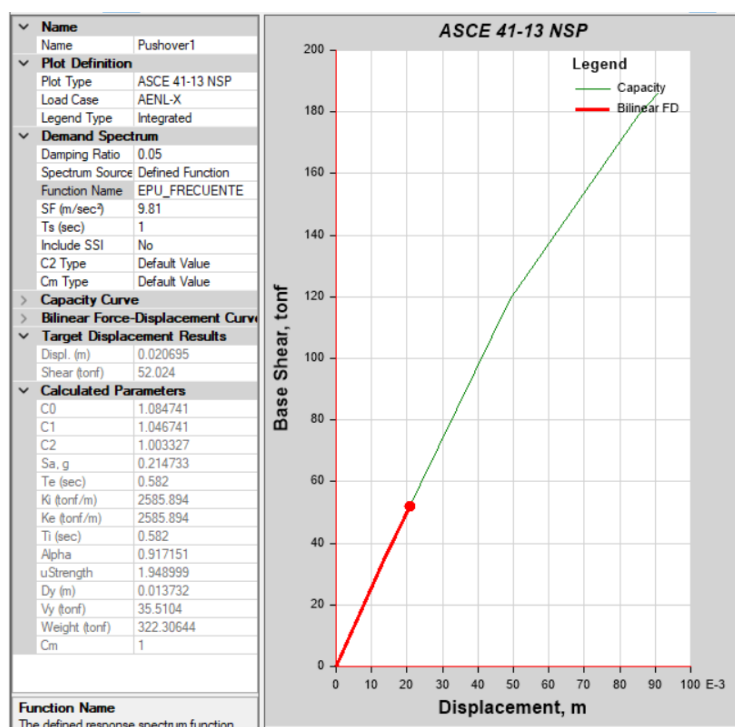 Name
Name Pushover1
Plot Definition
Plot Type ASCE 41-13 NSP
Load Case AENL-X
Legend Type Integrated
Demand Spectrum
Damping Ratio 0.05
Spectrum Source Defined Function
Function Name EPU_FRECUENTE
SF (m/sec²) 9.81
Ts (sec) 1
Include SSI No
C2 Type Default Value
Cm Type Default Value
Capacity Curve
Bilinear Force-Displacement Curve
Target Displacement Results
Displ. (m) 0.020695
Shear (tonf) 52.024
Calculated Parameters
C0 1.084741
C1 1.046741
C2 1.003327
Sa, g 0.214733
Te (sec) 0.582
Ki (tonf/m) 2585.894
Ke (tonf/m) 2585.894
Ti (sec) 0.582
Alpha 0.917151
uStrength 1.948999
Dy (m) 0.013732
Vy (tonf) 35.5104
Weight (tonf) 322.30644
Cm 1
Function Name
The defined response spectrum function
ASCE 41-13 NSP
Legend
Capacity
Bilinear FD
Base Shear, tonf
200
180
160
140
120
100
80
60
40
20
0
0 10 20 30 40 50 60 70 80 90 100 E-3
Displacement, m